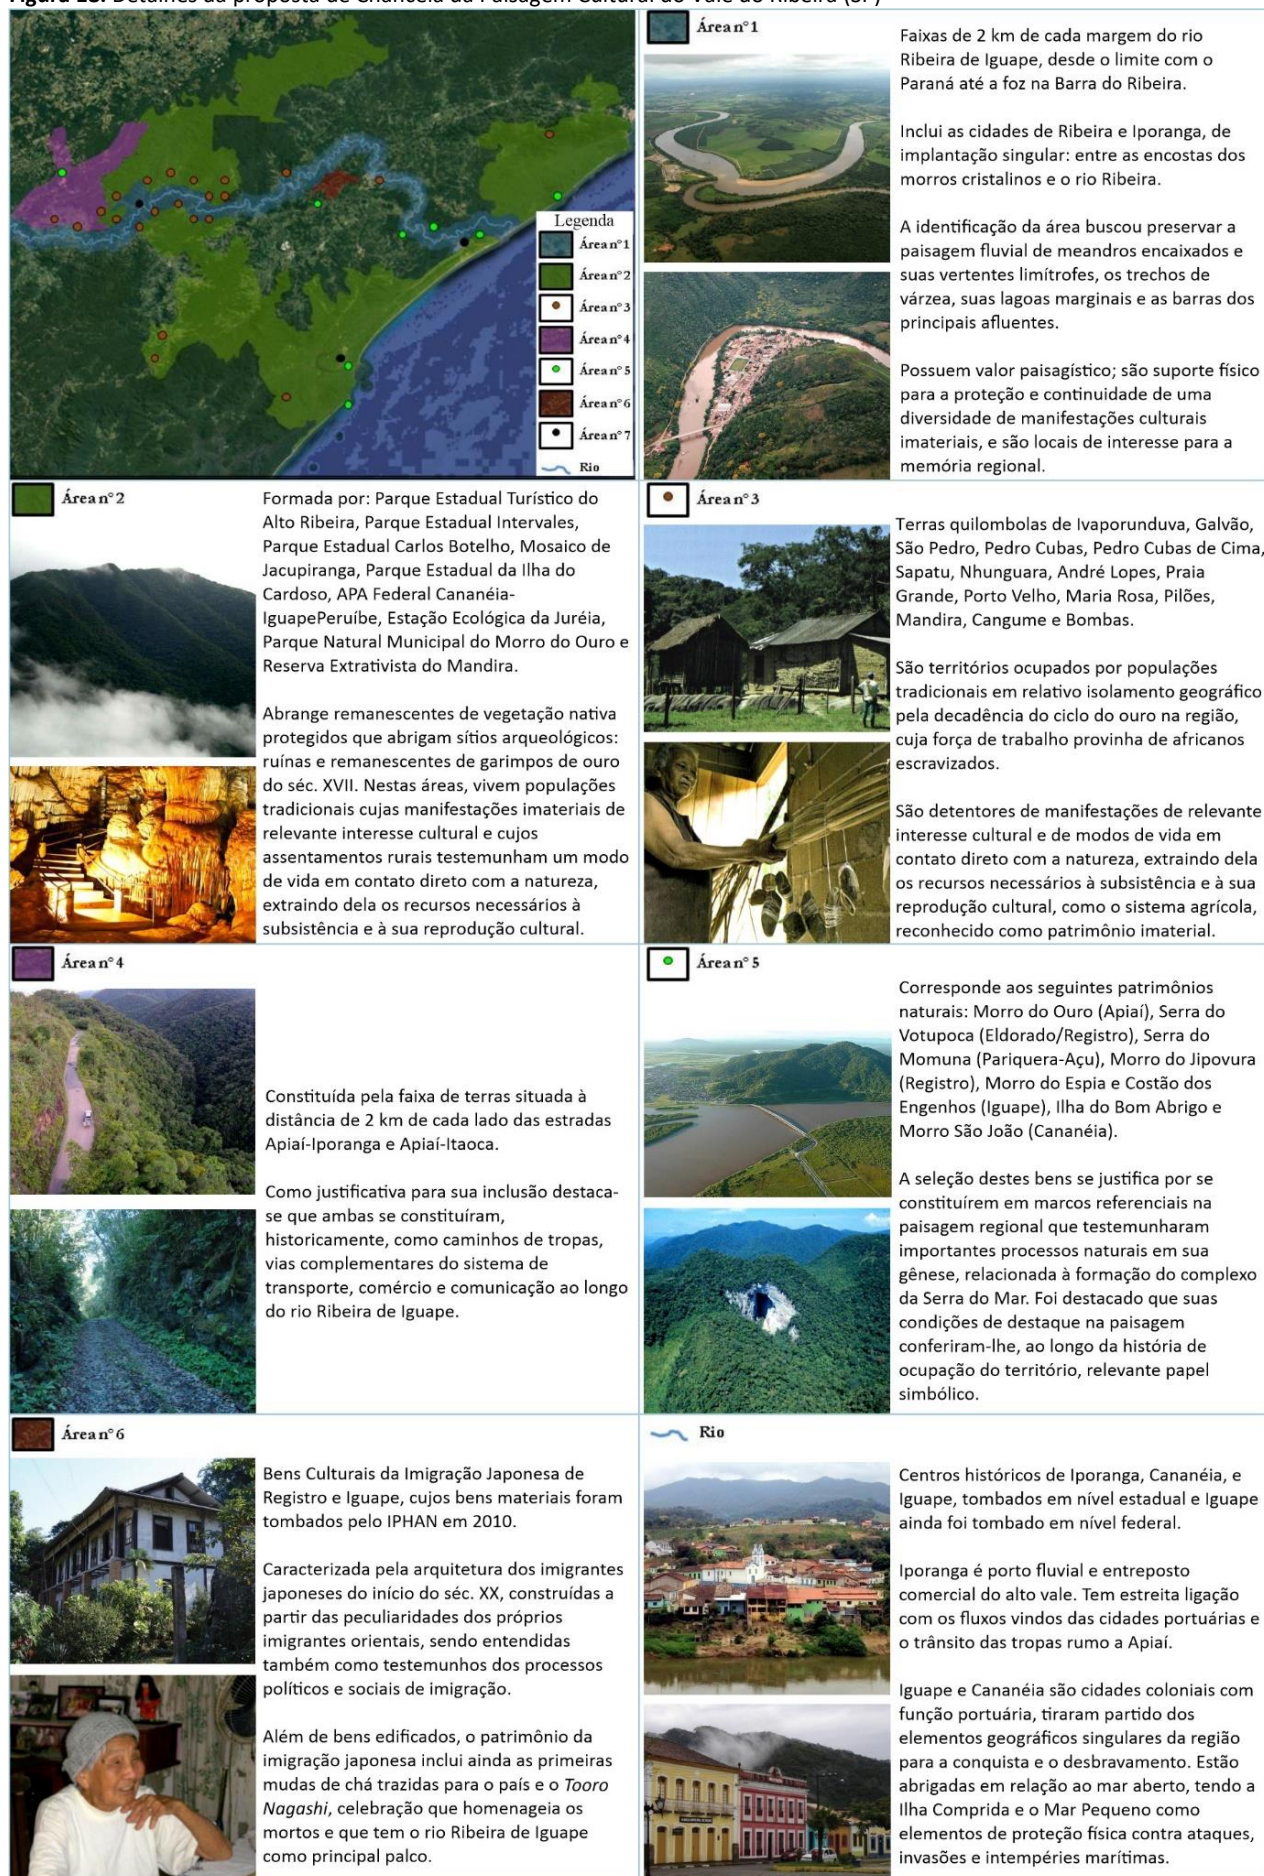 Figura 18. Detalhes da proposta de Chancela da Paisagem Cultural do Vale do Ribeira (SP)
Legenda
Área nº 1
Área nº 2
Área nº 3
Área nº 4
Área nº 5
Área nº 6
Área nº 7
Rio
Área nº 1
Faixas de 2 km de cada margem do rio
Ribeira de Iguape, desde o limite com o
Paraná até a foz na Barra do Ribeira.
Inclui as cidades de Ribeira e Iporanga, de
implantação singular: entre as encostas dos
morros cristalinos e o rio Ribeira.
A identificação da área buscou preservar a
paisagem fluvial de meandros encaixados e
suas vertentes limítrofes, os trechos de
várzea, suas lagoas marginais e as barras dos
principais afluentes.
Possuem valor paisagístico; são suporte físico
para a proteção e continuidade de uma
diversidade de manifestações culturais
imateriais, e são locais de interesse para a
memória regional.
Área nº 2
Formada por: Parque Estadual Turístico do
Alto Ribeira, Parque Estadual Intervales,
Parque Estadual Carlos Botelho, Mosaico de
Jacupiranga, Parque Estadual da Ilha do
Cardoso, APA Federal Cananéia-
IguapePeruíbe, Estação Ecológica da Juréia,
Parque Natural Municipal do Morro do Ouro e
Reserva Extrativista do Mandira.
Abrange remanescentes de vegetação nativa
protegidos que abrigam sítios arqueológicos:
ruínas e remanescentes de garimpos de ouro
do séc. XVII. Nestas áreas, vivem populações
tradicionais cujas manifestações imateriais de
relevante interesse cultural e cujos
assentamentos rurais testemunham um modo
de vida em contato direto com a natureza,
extraindo dela os recursos necessários à
subsistência e à sua reprodução cultural.
Área nº 3
Terras quilombolas de Ivaporunduva, Galvão,
São Pedro, Pedro Cubas, Pedro Cubas de Cima,
Sapatu, Nhunguara, André Lopes, Praia
Grande, Porto Velho, Maria Rosa, Pilões,
Mandira, Cangume e Bombas.
São territórios ocupados por populações
tradicionais em relativo isolamento geográfico
pela decadência do ciclo do ouro na região,
cuja força de trabalho provinha de africanos
escravizados.
São detentores de manifestações de relevante
interesse cultural e de modos de vida em
contato direto com a natureza, extraindo dela
os recursos necessários à subsistência e à sua
reprodução cultural, como o sistema agrícola,
reconhecido como patrimônio imaterial.
Área nº 4
Constituída pela faixa de terras situada à
distância de 2 km de cada lado das estradas
Apiaí-Iporanga e Apiaí-Itaoca.
Como justificativa para sua inclusão destaca-
se que ambas se constituíram,
historicamente, como caminhos de tropas,
vias complementares do sistema de
transporte, comércio e comunicação ao longo
do rio Ribeira de Iguape.
Área nº 5
Corresponde aos seguintes patrimônios
naturais: Morro do Ouro (Apiaí), Serra do
Votupoca (Eldorado/Registro), Serra do
Momuna (Pariquera-Açu), Morro do Jipovura
(Registro), Morro do Espia e Costão dos
Engenhos (Iguape), Ilha do Bom Abrigo e
Morro São João (Cananéia).
A seleção destes bens se justifica por se
constituírem em marcos referenciais na
paisagem regional que testemunharam
importantes processos naturais em sua
gênese, relacionada à formação do complexo
da Serra do Mar. Foi destacado que suas
condições de destaque na paisagem
conferiram-lhe, ao longo da história de
ocupação do território, relevante papel
simbólico.
Área nº 6
Bens Culturais da Imigração Japonesa de
Registro e Iguape, cujos bens materiais foram
tombados pelo IPHAN em 2010.
Caracterizada pela arquitetura dos imigrantes
japoneses do início do séc. XX, construídas a
partir das peculiaridades dos próprios
imigrantes orientais, sendo entendidas
também como testemunhos dos processos
políticos e sociais de imigração.
Além de bens edificados, o patrimônio da
imigração japonesa inclui ainda as primeiras
mudas de chá trazidas para o país e o Tooro
Nagashi, celebração que homenageia os
mortos e que tem o rio Ribeira de Iguape
como principal palco.
Rio
Centros históricos de Iporanga, Cananéia, e
Iguape, tombados em nível estadual e Iguape
ainda foi tombado em nível federal.
Iporanga é porto fluvial e entreposto
comercial do alto vale. Tem estreita ligação
com os fluxos vindos das cidades portuárias e
o trânsito das tropas rumo a Apiaí.
Iguape e Cananéia são cidades coloniais com
função portuária, tiraram partido dos
elementos geográficos singulares da região
para a conquista e o desbravamento. Estão
abrigadas em relação ao mar aberto, tendo a
Ilha Comprida e o Mar Pequeno como
elementos de proteção física contra ataques,
invasões e intempéries marítimas.